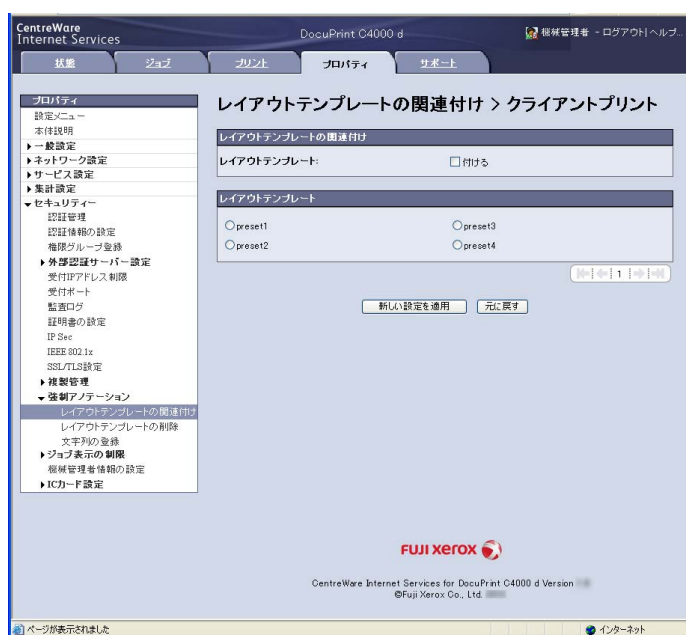 CentreWare
Internet Services
DocuPrint C4000 d
機械管理者 - ログアウト|ヘルプ...
状態
ジョブ
プリント
プロパティ
サポート
プロパティ
設定メニュー
本体説明
一般設定
ネットワーク設定
サービス設定
集計設定
セキュリティー
認証管理
認証情報の設定
権限グループ登録
外部認証サーバー設定
受付IPアドレス制限
受付ポート
監査ログ
証明書の設定
IP Sec
IEEE 802.1x
SSL/TLS設定
複製管理
強制アノテーション
レイアウトテンプレートの関連付け
レイアウトテンプレートの削除
文字列の登録
ジョブ表示の制限
機械管理者情報の設定
ICカード設定
レイアウトテンプレートの関連付け > クライアントプリント
レイアウトテンプレートの関連付け
レイアウトテンプレート:
付ける
レイアウトテンプレート
preset1
preset3
preset2
preset4
1
新しい設定を適用
元に戻す
FUJI XEROX
CentreWare Internet Services for DocuPrint C4000 d Version
©Fuji Xerox Co., Ltd.
ページが表示されました
インターネット